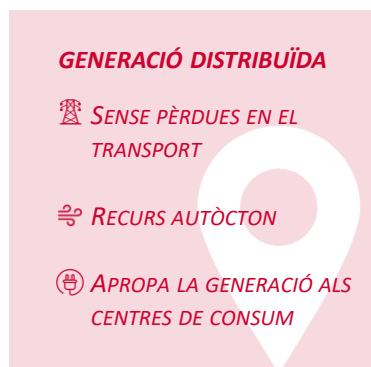 GENERACIÓ DISTRIBUÏDA
SENSE PÈRDUES EN EL
TRANSPORT
RECURS AUTÒCTON
APROPA LA GENERACIÓ ALS
CENTRES DE CONSUM